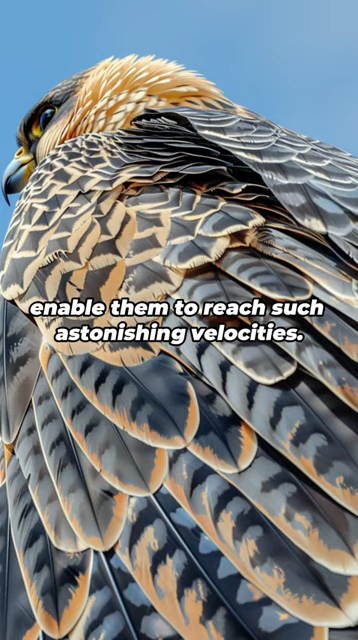 enable them to reach such
astonishing velocities.